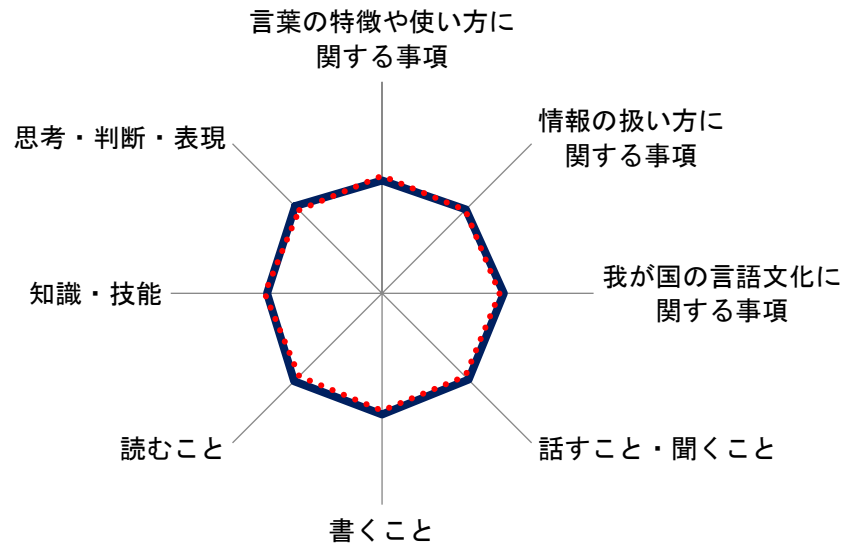 言葉の特徴や使い方に
関する事項
情報の扱い方に
関する事項
我が国の言語文化に
関する事項
話すこと・聞くこと
書くこと
読むこと
知識・技能
思考・判断・表現